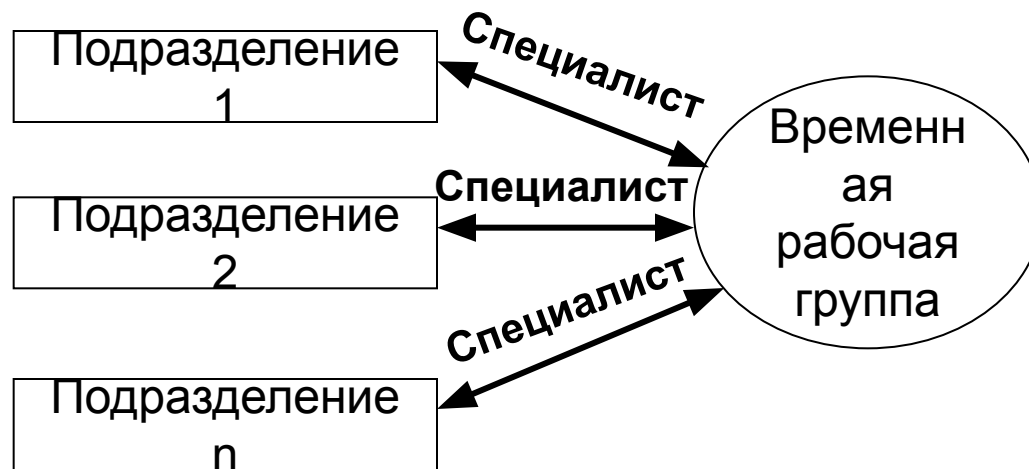 Подразделение
1
Специалист
Подразделение
2
Специалист
Подразделение
n
Специалист
Временн
ая
рабочая
группа